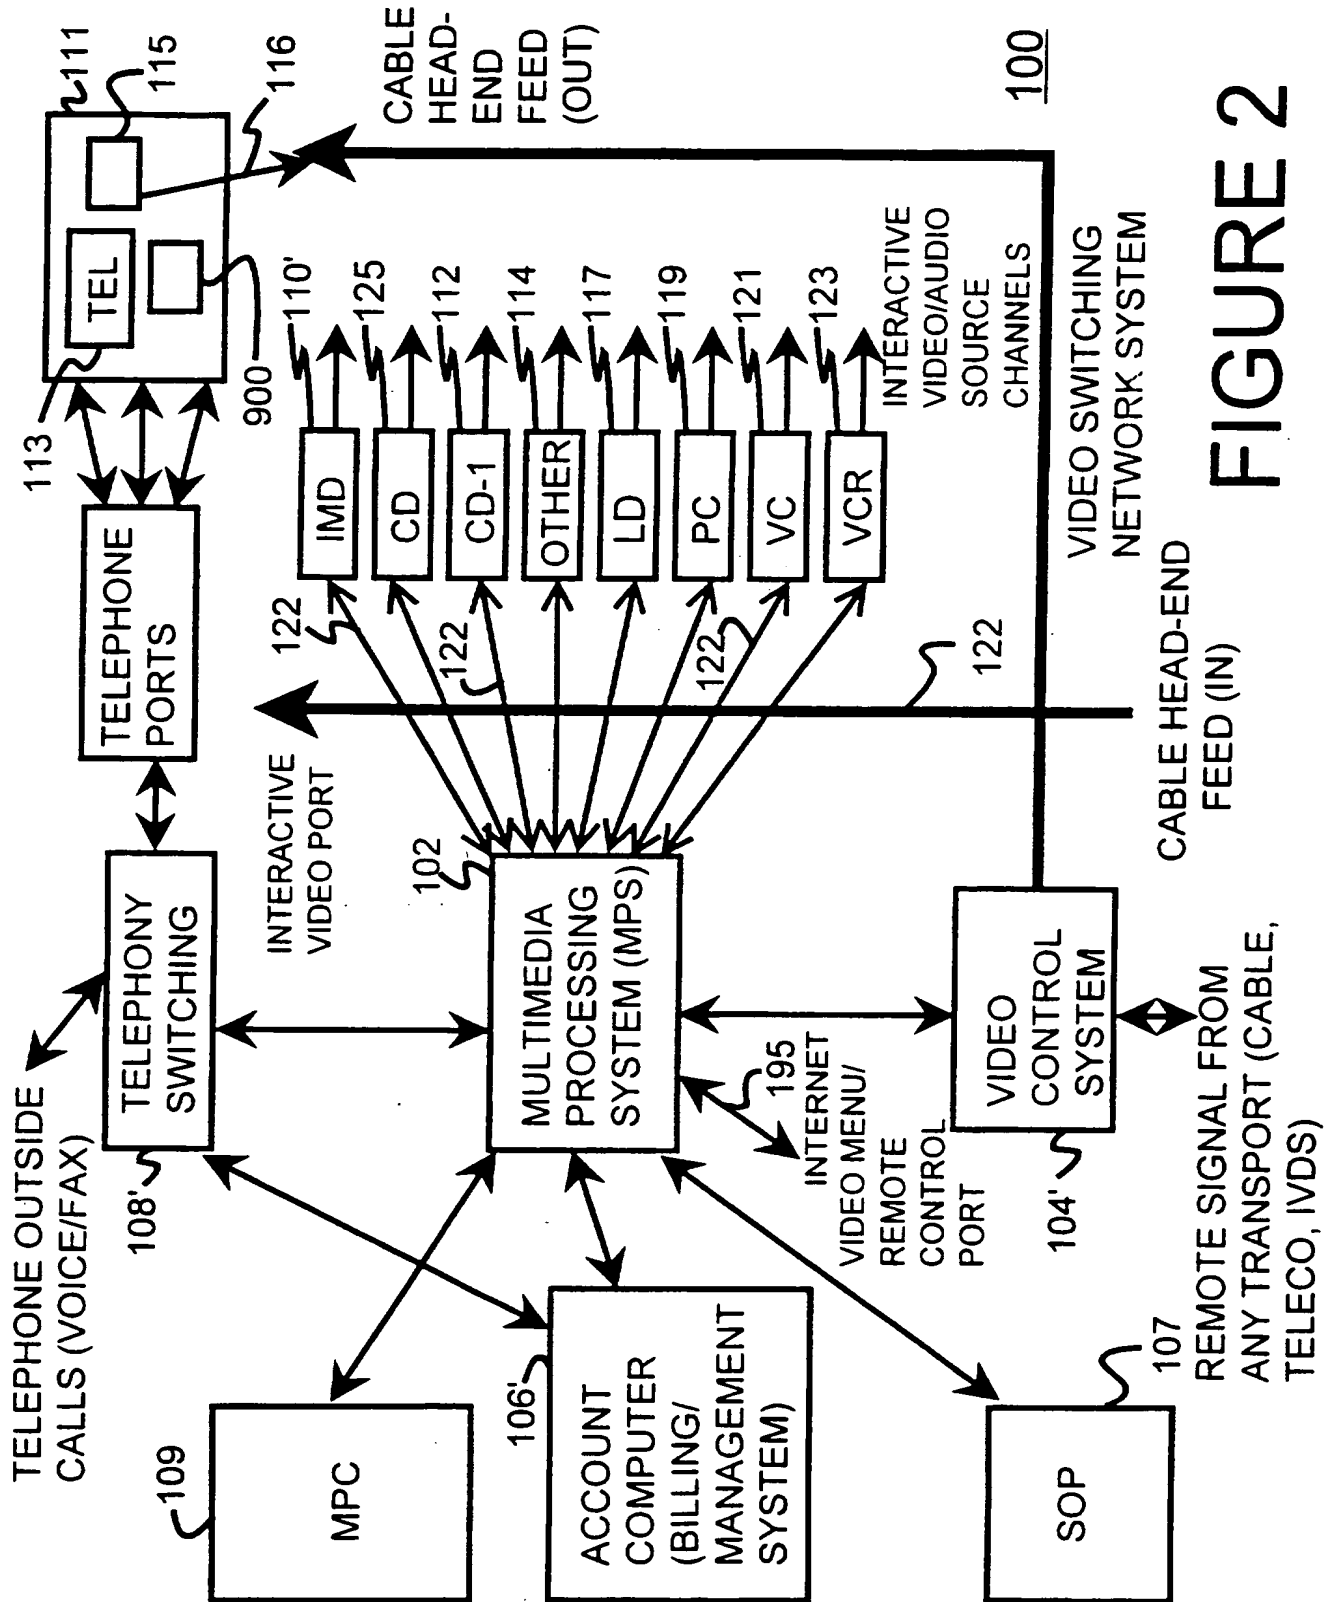 TELEPHONE OUTSIDE
CALLS (VOICE/FAX)
108'
TELEPHONY
SWITCHING
TELEPHONE
PORTS
113
TEL
900
111
115
116
CABLE
HEAD-
END
FEED
(OUT)
109
MPC
106'
ACCOUNT
COMPUTER
(BILLING/
MANAGEMENT
SYSTEM)
SOP
107
INTERACTIVE
VIDEO PORT
102
MULTIMEDIA
PROCESSING
SYSTEM (MPS)
195
INTERNET
VIDEO MENU/
REMOTE
CONTROL
PORT
122
122
122
122
IMD
110'
CD
125
CD-1
112
OTHER
114
LD
117
PC
119
VC
121
VCR
123
INTERACTIVE
VIDEO/AUDIO
SOURCE
CHANNELS
VIDEO
CONTROL
SYSTEM
104'
REMOTE SIGNAL FROM
ANY TRANSPORT (CABLE,
TELECO, IVDS)
CABLE HEAD-END
FEED (IN)
VIDEO SWITCHING
NETWORK SYSTEM
100
FIGURE 2